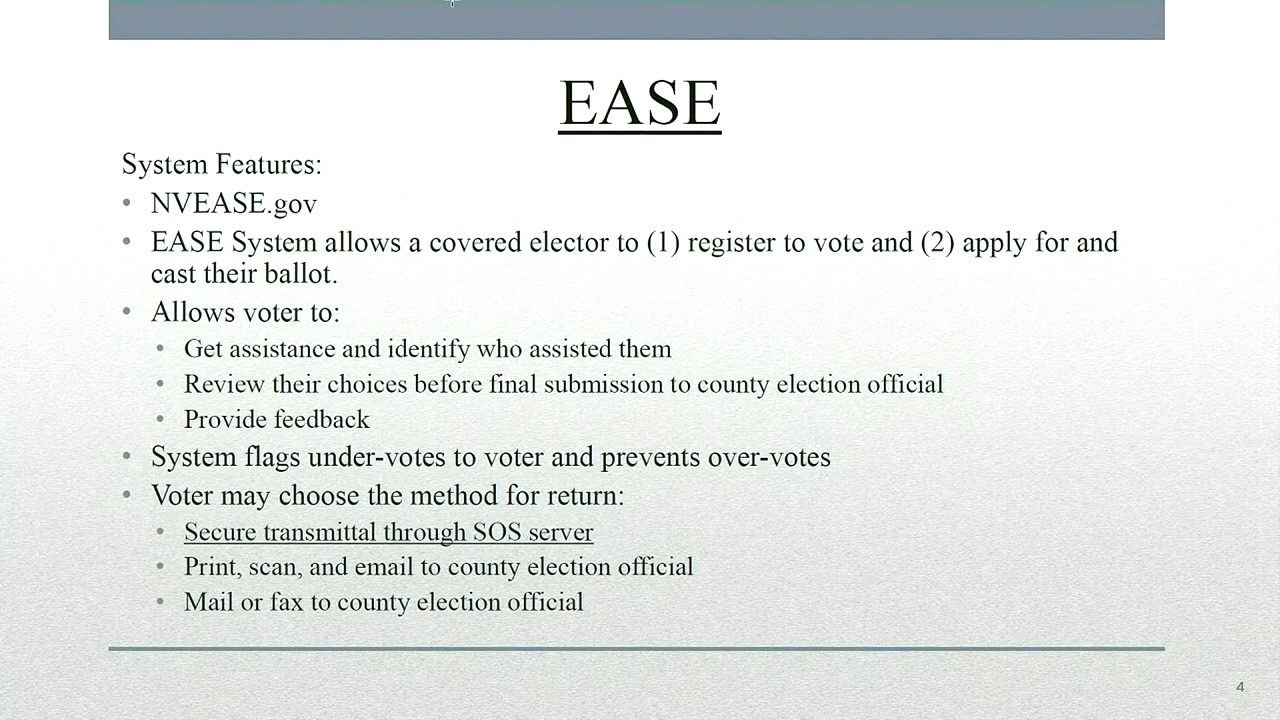 EASE
System Features:
• NVEASE.gov
• EASE System allows a covered elector to (1) register to vote and (2) apply for and
cast their ballot.
• Allows voter to:
• Get assistance and identify who assisted them
• Review their choices before final submission to county election official
• Provide feedback
• System flags under-votes to voter and prevents over-votes
• Voter may choose the method for return:
• Secure transmittal through SOS server
• Print, scan, and email to county election official
• Mail or fax to county election official
4